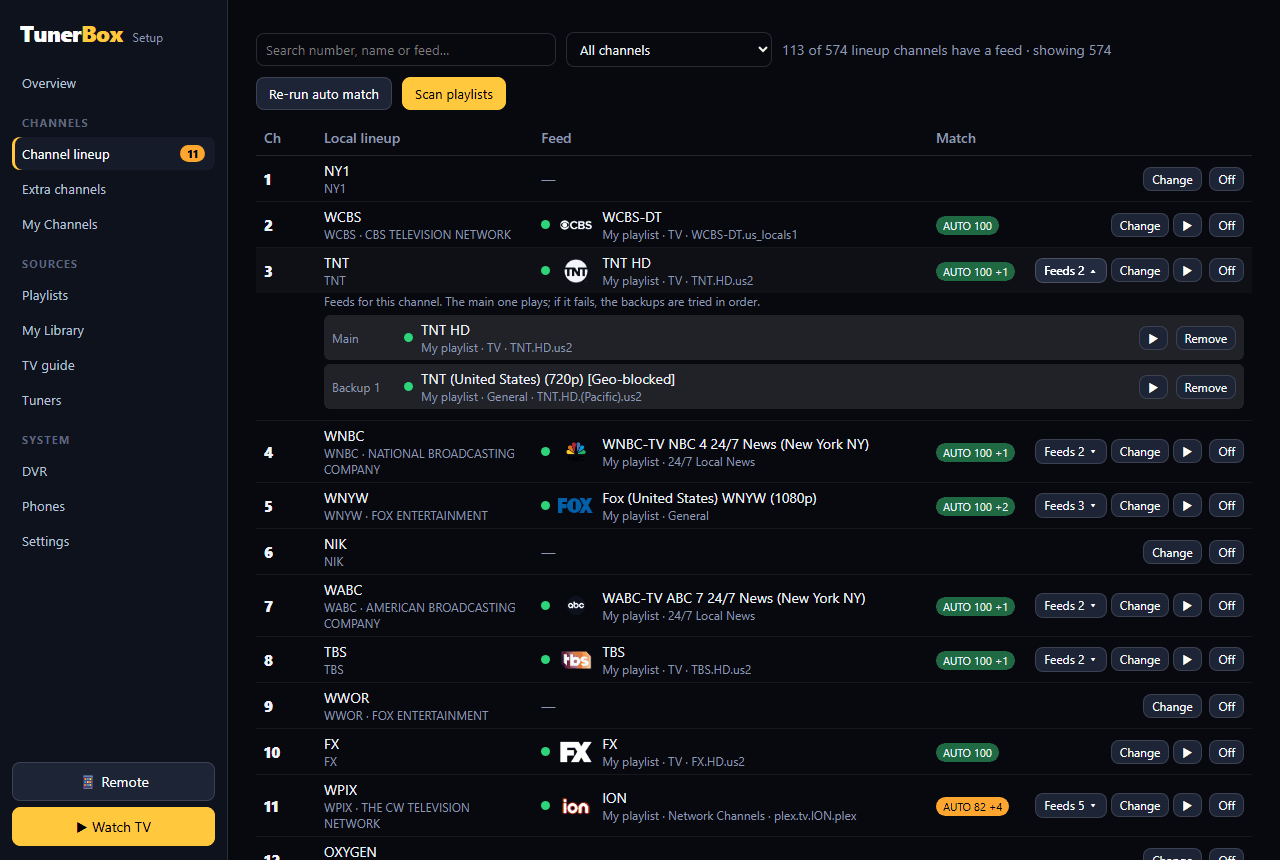 TunerBox Setup
Search number, name or feed...
All channels
113 of 574 lineup channels have a feed · showing 574
Re-run auto match
Scan playlists
Overview
CHANNELS
Channel lineup 11
Extra channels
My Channels
SOURCES
Playlists
My Library
TV guide
Tuners
SYSTEM
DVR
Phones
Settings
Remote
▶ Watch TV
Ch Local lineup Feed Match
1 NY1 — Change Off
NY1
2 WCBS CBS WCBS-DT AUTO 100 Change ▶ Off
WCBS · CBS TELEVISION NETWORK My playlist · TV · WCBS-DT.us_locals1
3 TNT TNT TNT HD AUTO 100 +1 Feeds 2 ▴ Change ▶ Off
TNT My playlist · TV · TNT.HD.us2
Feeds for this channel. The main one plays; if it fails, the backups are tried in order.
Main TNT HD ▶ Remove
My playlist · TV · TNT.HD.us2
Backup 1 TNT (United States) (720p) [Geo-blocked] ▶ Remove
My playlist · General · TNT.HD.(Pacific).us2
4 WNBC WNBC-TV NBC 4 24/7 News (New York NY) AUTO 100 +1 Feeds 2 ▾ Change ▶ Off
WNBC · NATIONAL BROADCASTING My playlist · 24/7 Local News
COMPANY
5 WNYW FOX Fox (United States) WNYW (1080p) AUTO 100 +2 Feeds 3 ▾ Change ▶ Off
WNYW · FOX ENTERTAINMENT My playlist · General
6 NIK — Change Off
NIK
7 WABC abc WABC-TV ABC 7 24/7 News (New York NY) AUTO 100 +1 Feeds 2 ▾ Change ▶ Off
WABC · AMERICAN BROADCASTING My playlist · 24/7 Local News
COMPANY
8 TBS tbs TBS AUTO 100 +1 Feeds 2 ▾ Change ▶ Off
TBS My playlist · TV · TBS.HD.us2
9 WWOR — Change Off
WWOR · FOX ENTERTAINMENT
10 FX FX FX AUTO 100 Change ▶ Off
FX My playlist · TV · FX.HD.us2
11 WPIX ion ION AUTO 82 +4 Feeds 5 ▾ Change ▶ Off
WPIX · THE CW TELEVISION My playlist · Network Channels · plex.tv.ION.plex
NETWORK
12 OXYGEN Change Off